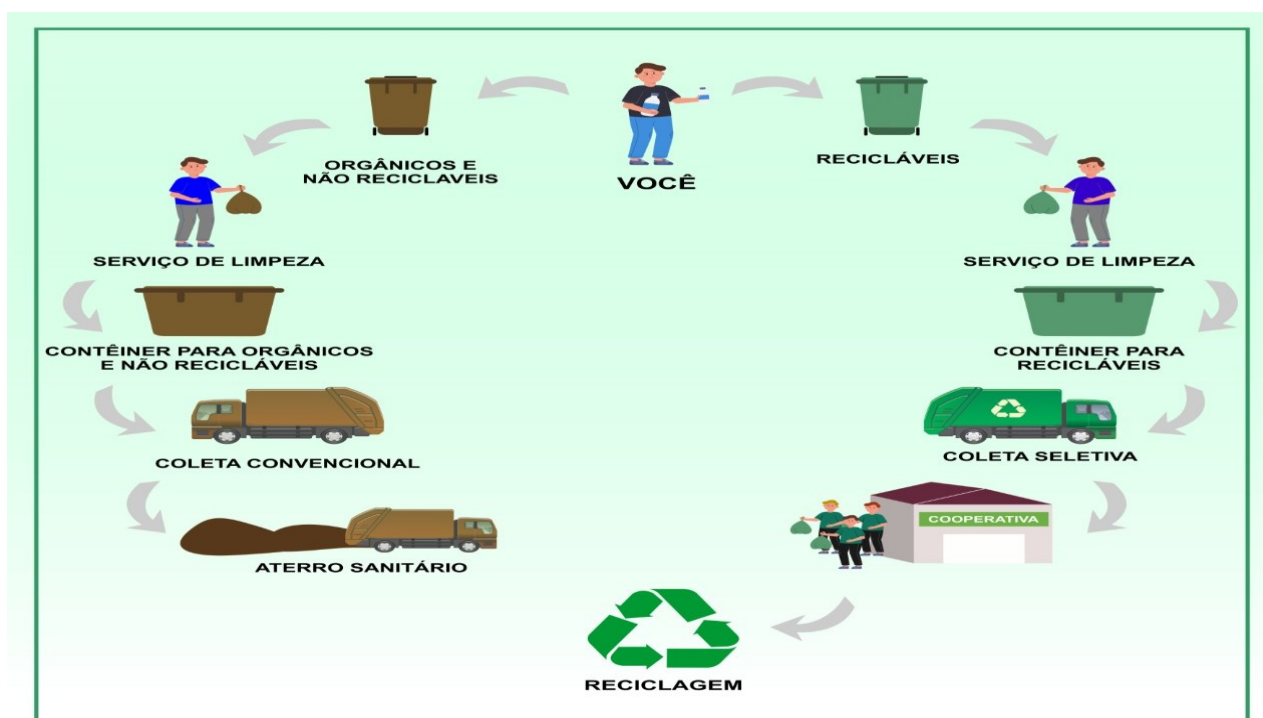 ORGÂNICOS E
NÃO RECICLAVEIS
VOCÊ
RECICLÁVEIS
SERVIÇO DE LIMPEZA
SERVIÇO DE LIMPEZA
CONTÊINER PARA ORGÂNICOS
E NÃO RECICLÁVEIS
CONTÊINER PARA
RECICLÁVEIS
COLETA CONVENCIONAL
COLETA SELETIVA
COOPERATIVA
ATERRO SANITÁRIO
RECICLAGEM